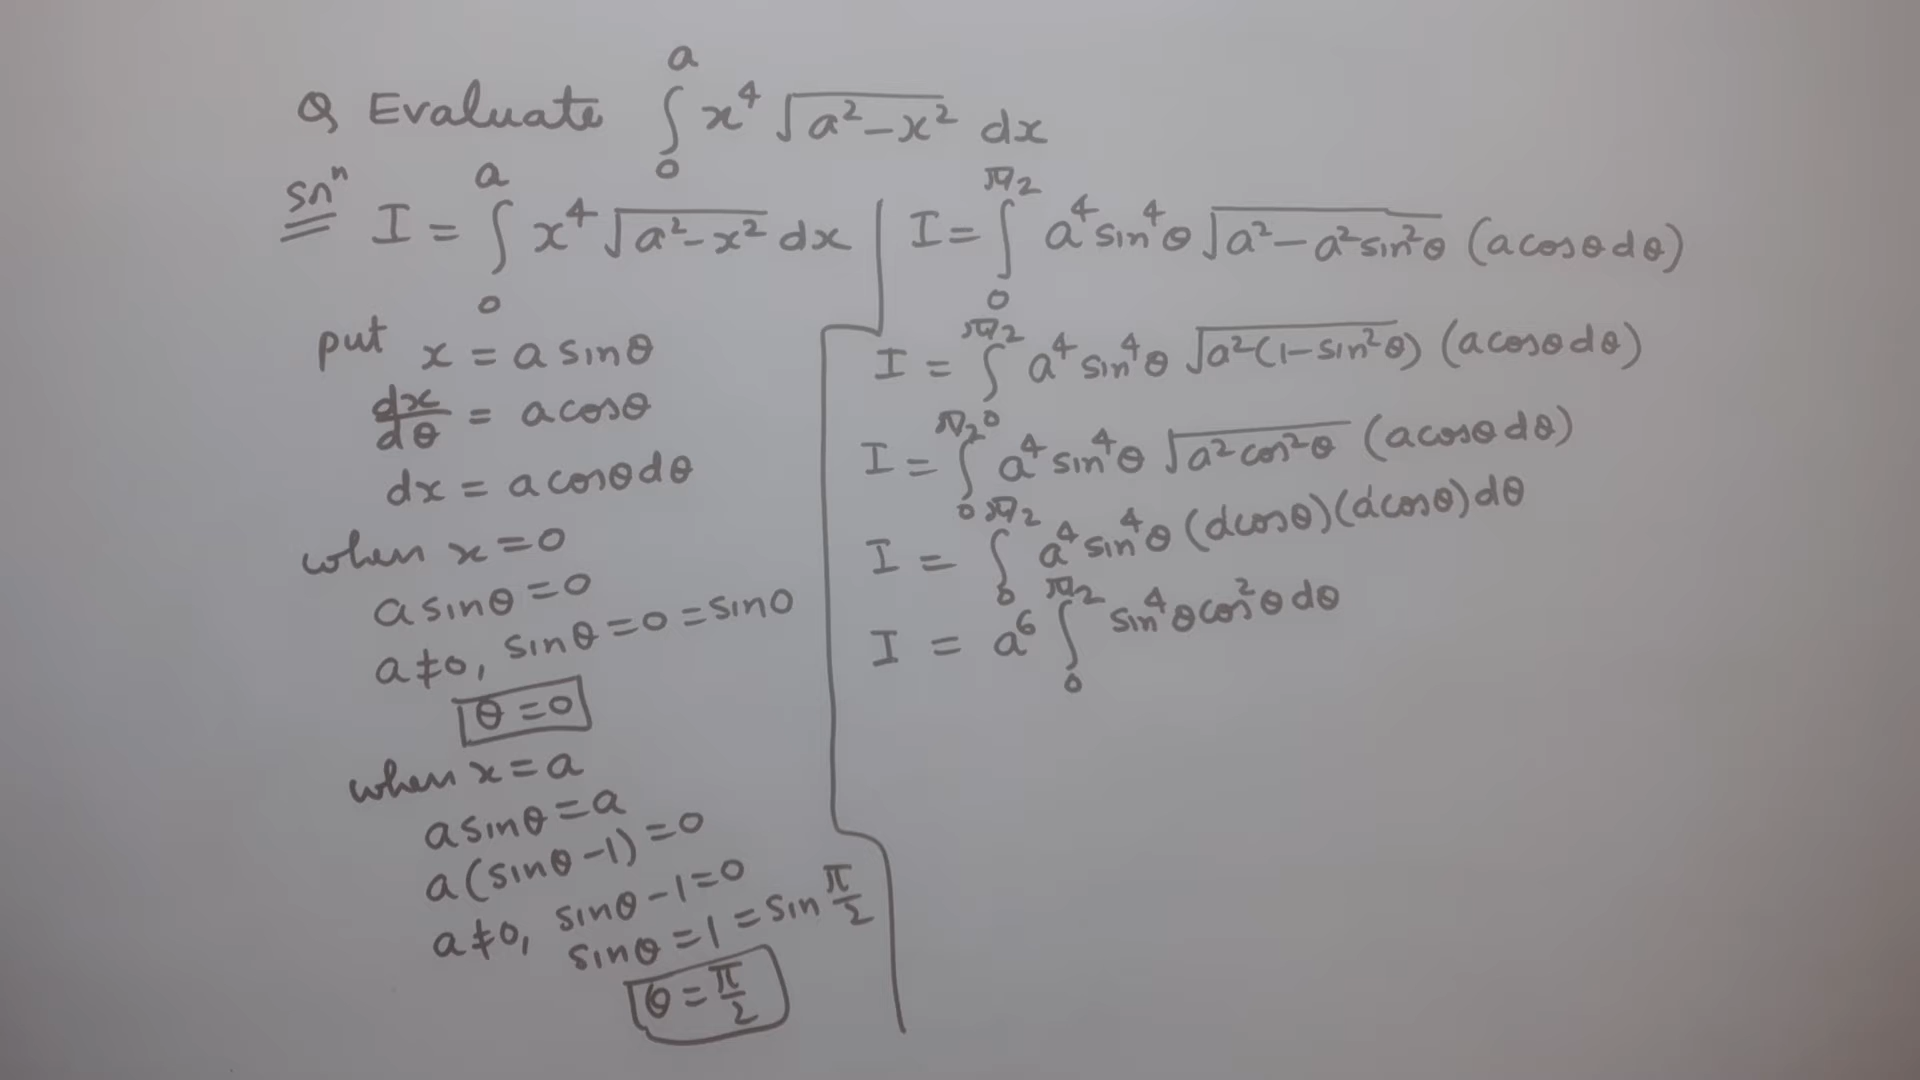 Q Evaluate ∫₀ᵃ x⁴ √(a²-x²) dx
Solⁿ I = ∫₀ᵃ x⁴ √(a²-x²) dx
put x = a sinθ
dx/dθ = a cosθ
dx = a cosθ dθ
when x = 0
a sinθ = 0
a ≠ 0, sinθ = 0 = sin0
θ = 0
when x = a
a sinθ = a
a(sinθ - 1) = 0
a ≠ 0, sinθ - 1 = 0
sinθ = 1 = sin π/2
θ = π/2
I = ∫₀^(π/2) a⁴ sin⁴θ √(a² - a² sin²θ) (a cosθ dθ)
I = ∫₀^(π/2) a⁴ sin⁴θ √(a²(1 - sin²θ)) (a cosθ dθ)
I = ∫₀^(π/2) a⁴ sin⁴θ √(a² cos²θ) (a cosθ dθ)
I = ∫₀^(π/2) a⁴ sin⁴θ (a cosθ)(a cosθ) dθ
I = a⁶ ∫₀^(π/2) sin⁴θ cos²θ dθ